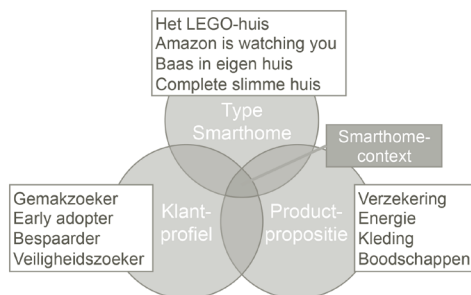 Het LEGO-huis
Amazon is watching you
Baas in eigen huis
Complete slimme huis
Type
Smarthome
Smarthome-
context
Gemakzoeker
Early adopter
Bespaarder
Veiligheidszoeker
Klant-
profiel
Product-
propositie
Verzekering
Energie
Kleding
Boodschappen